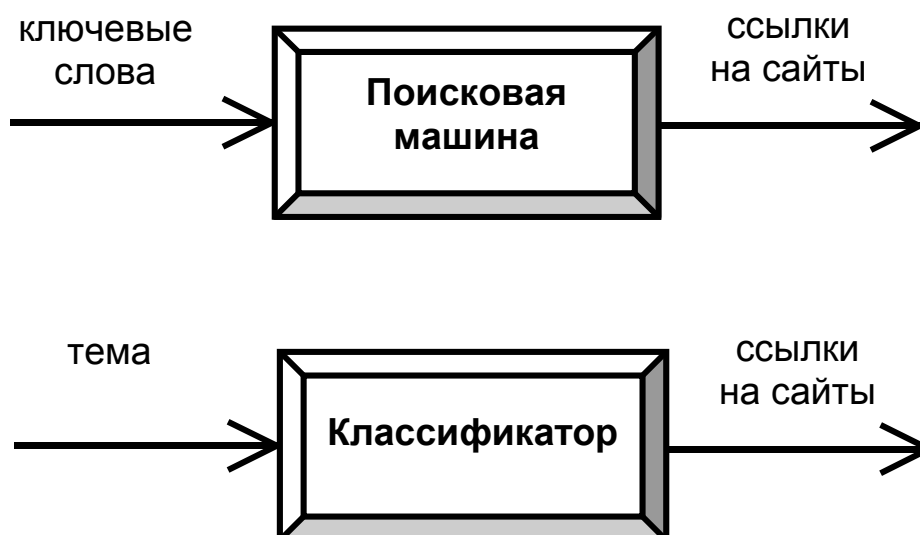 ключевые
слова
Поисковая
машина
ссылки
на сайты
тема
Классификатор
ссылки
на сайты